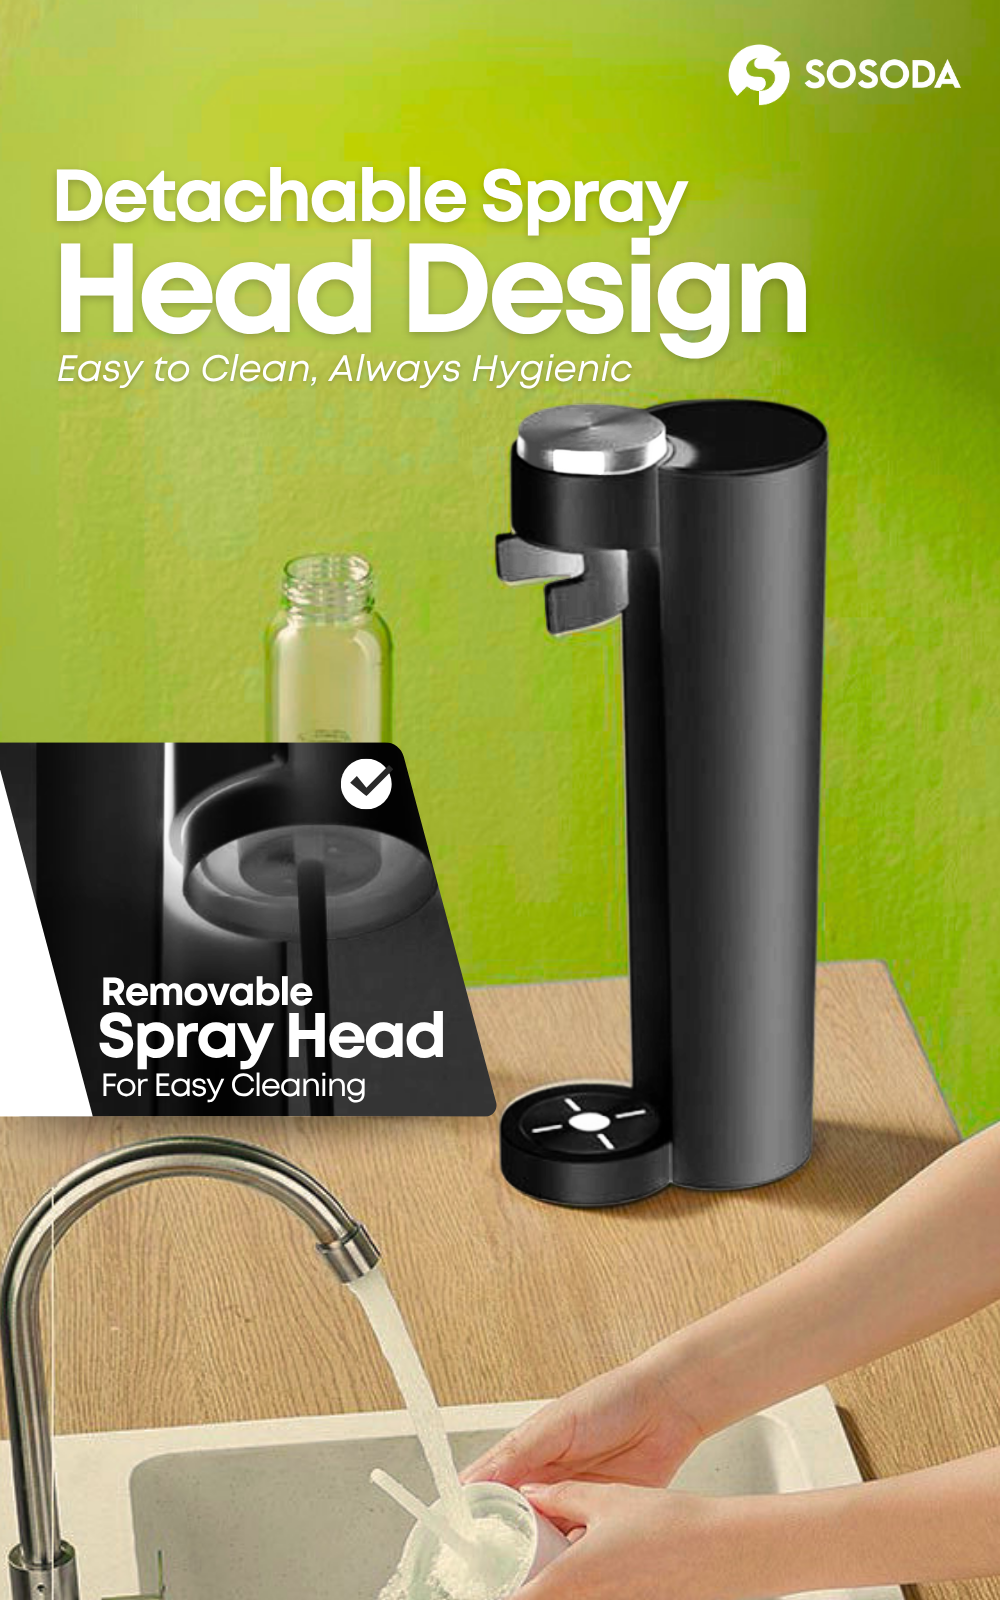 SOSODA
Detachable Spray
Head Design
Easy to Clean, Always Hygienic
Removable
Spray Head
For Easy Cleaning